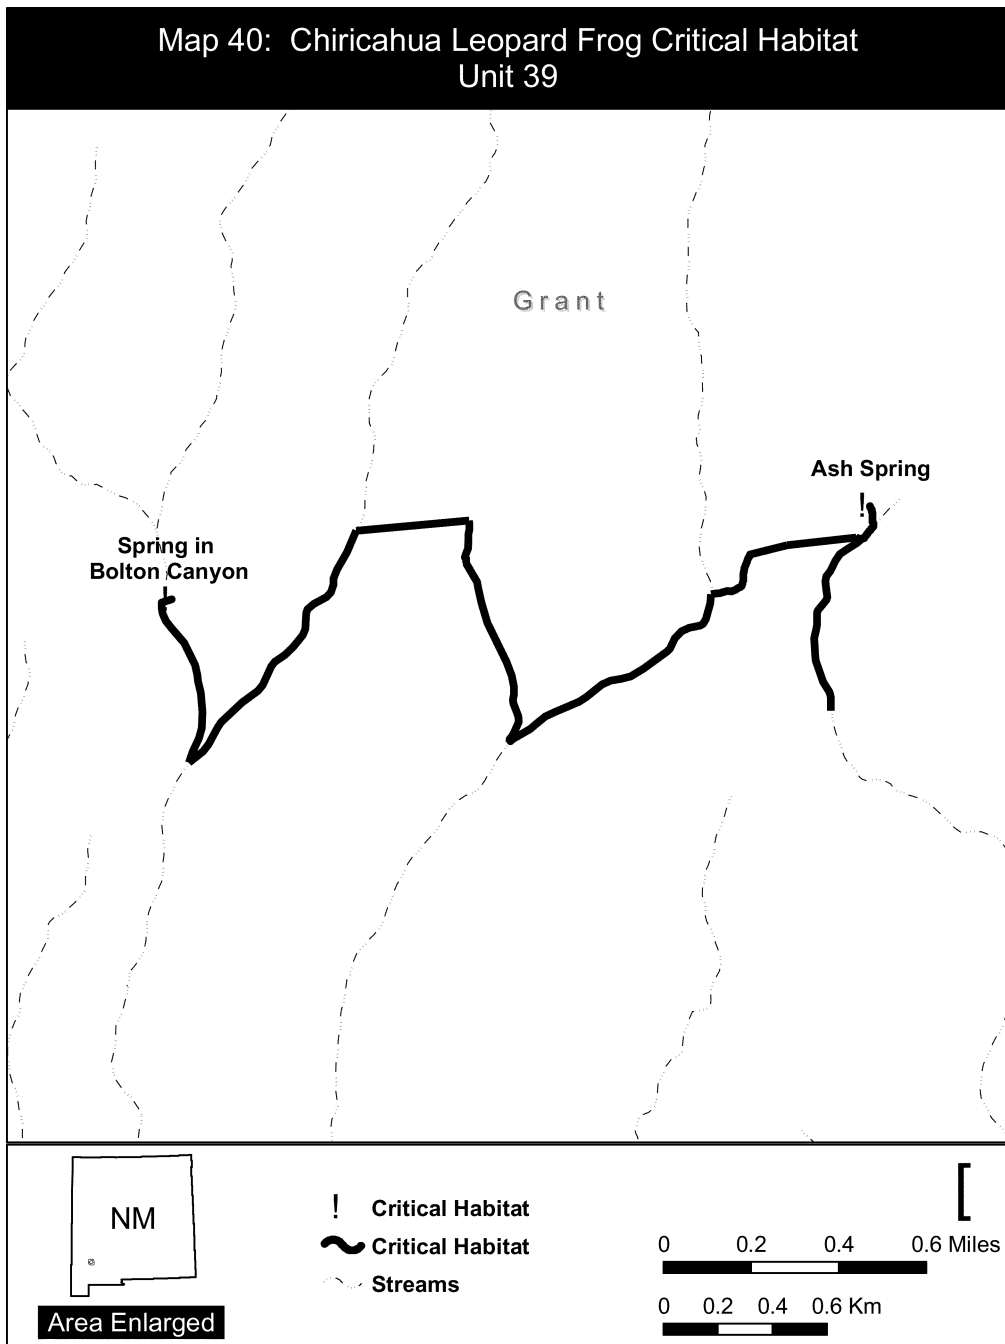 Map 40:  Chiricahua Leopard Frog Critical Habitat
Unit 39
Grant
Ash Spring
!
Spring in
Bolton Canyon
!
NM
Area Enlarged
! Critical Habitat
Critical Habitat
Streams
[
0 0.2 0.4 0.6 Miles
0 0.2 0.4 0.6 Km